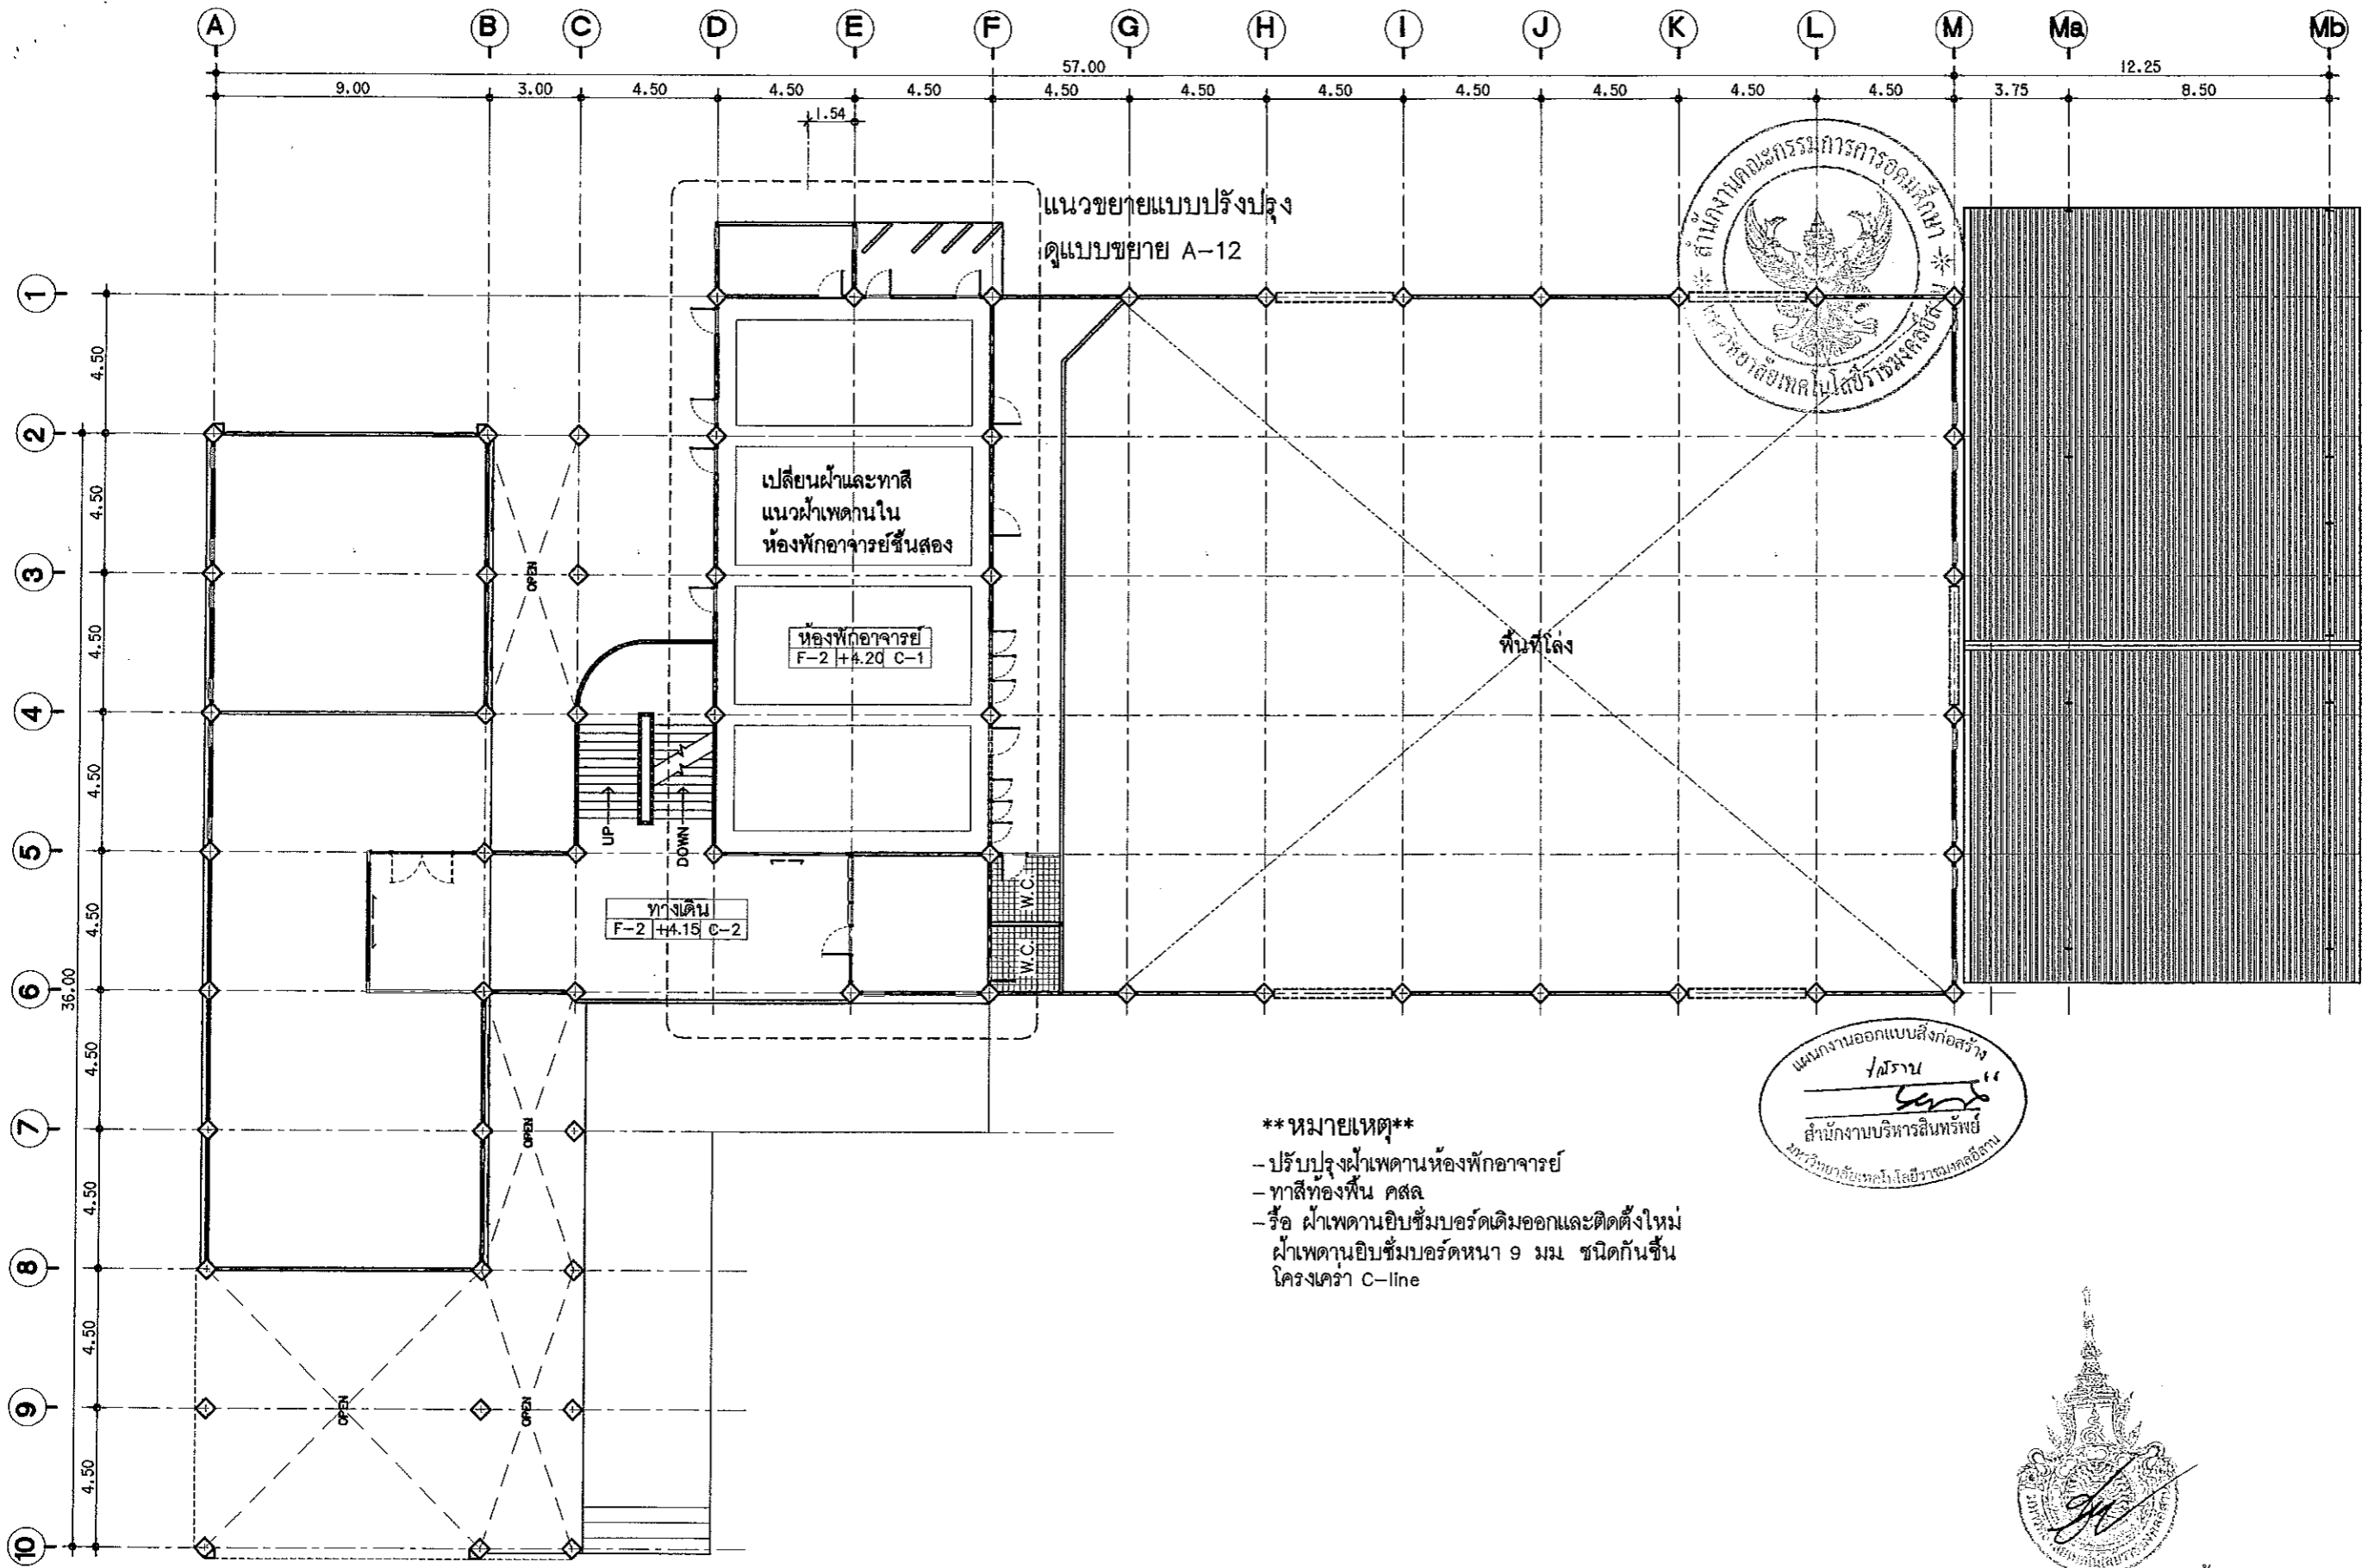 A B C D E F G H I J K L M Ma Mb
57.00 12.25
9.00 3.00 4.50 4.50 4.50 4.50 4.50 4.50 4.50 4.50 4.50 4.50 3.75 8.50
1.54
แนวขยายแบบปรังปรุง
ดูแบบขยาย A-12
สำนักงานคณะกรรมการการอุดมศึกษา
1
4.50
2
4.50
เปลี่ยนฝ้าและทาสี
แนวฝ้าเพดานใน
ห้องพักอาจารย์ชั้นสอง
3
OPEN
4.50
ห้องพักอาจารย์
F-2 +4.20 C-1
พื้นที่โล่ง
4
4.50
UP
DOWN
5
W.C.
4.50
ทางเดิน
F-2 +4.15 C-2
W.C.
6
36.00
4.50
แผนกงานออกแบบสิ่งก่อสร้าง
สำนักงานบริหารสินทรัพย์
มหาวิทยาลัยเทคโนโลยีราชมงคลอีสาน
7
OPEN
**หมายเหตุ**
-ปรับปรุงฝ้าเพดานห้องพักอาจารย์
-ทาสีท้องพื้น คสล
-รื้อ ฝ้าเพดานยิบซั่มบอร์ดเดิมออกและติดตั้งใหม่
ฝ้าเพดานยิบซั่มบอร์ดหนา 9 มม. ชนิดกันชื้น
โครงเคร่า C-line
4.50
8
4.50
9
OPEN
OPEN
4.50
10